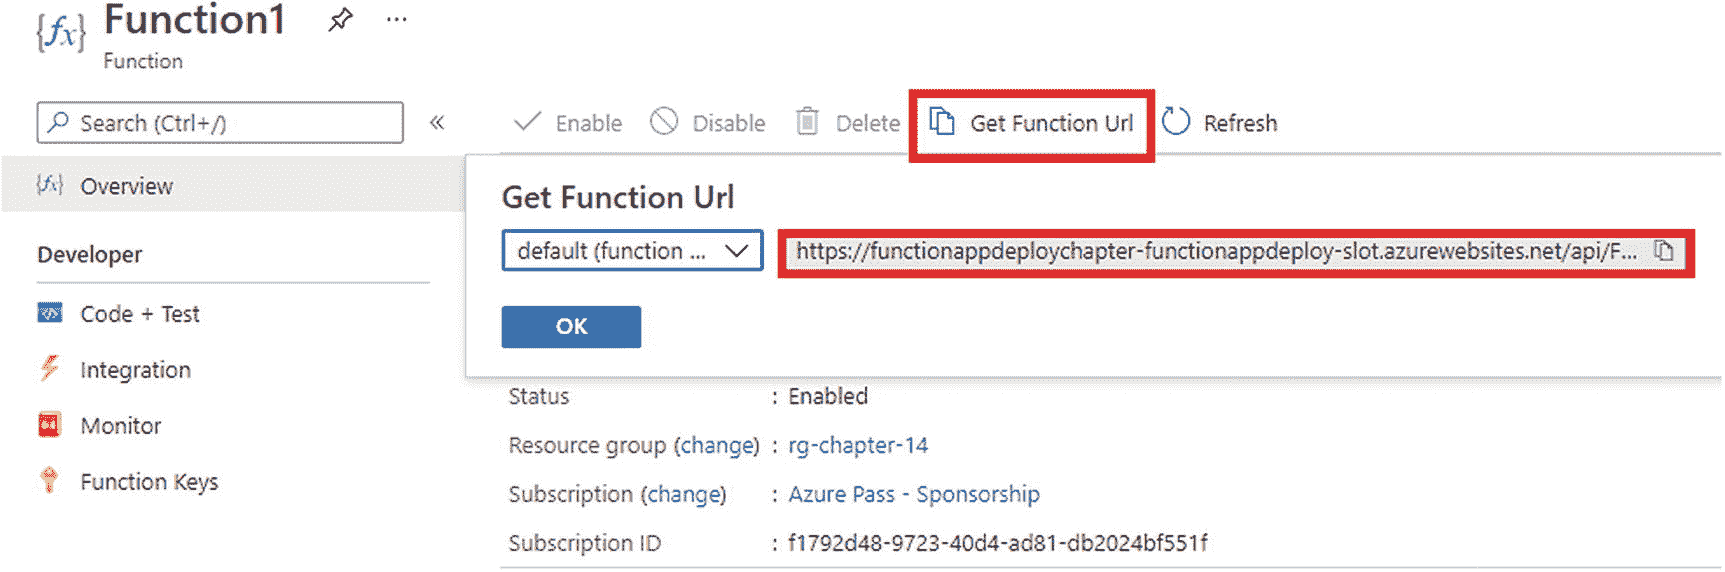 {fx} Function1 ...
Function
Search (Ctrl+/) «
Enable Disable Delete Get Function Url Refresh
{fx} Overview
Get Function Url
default (function ... https://functionappdeploychapter-functionappdeploy-slot.azurewebsites.net/api/F...
OK
Developer
Code + Test
Integration
Monitor
Function Keys
Status : Enabled
Resource group (change) : rg-chapter-14
Subscription (change) : Azure Pass - Sponsorship
Subscription ID : f1792d48-9723-40d4-ad81-db2024bf551f